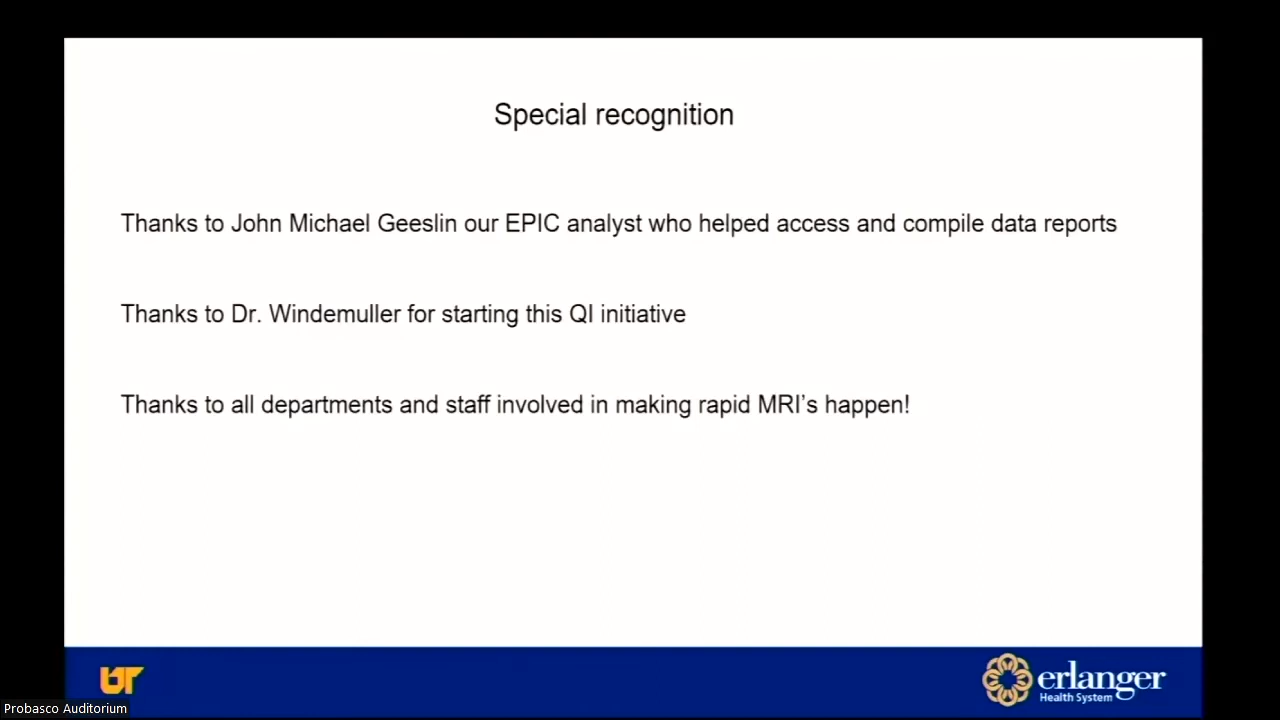 Special recognition
Thanks to John Michael Geeslin our EPIC analyst who helped access and compile data reports
Thanks to Dr. Windemuller for starting this QI initiative
Thanks to all departments and staff involved in making rapid MRI's happen!
UT
erlanger
Health System
Probasco Auditorium